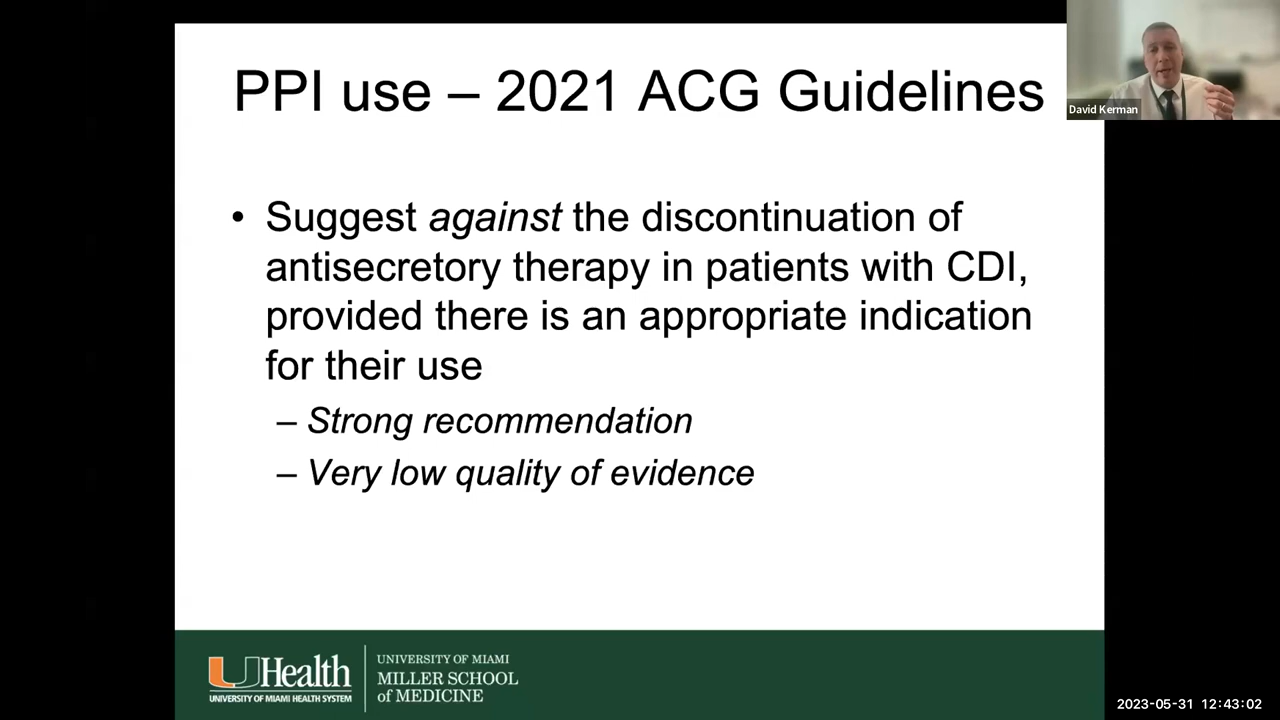 PPI use – 2021 ACG Guidelines
David Kerman
• Suggest against the discontinuation of
antisecretory therapy in patients with CDI,
provided there is an appropriate indication
for their use
– Strong recommendation
– Very low quality of evidence
UHealth
UNIVERSITY OF MIAMI HEALTH SYSTEM
UNIVERSITY OF MIAMI
MILLER SCHOOL
of MEDICINE
2023-05-31 12:43:02